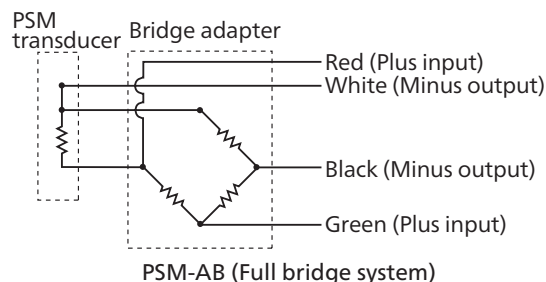 PSM
transducer
Bridge adapter
Red (Plus input)
White (Minus output)
Black (Minus output)
Green (Plus input)
PSM-AB (Full bridge system)